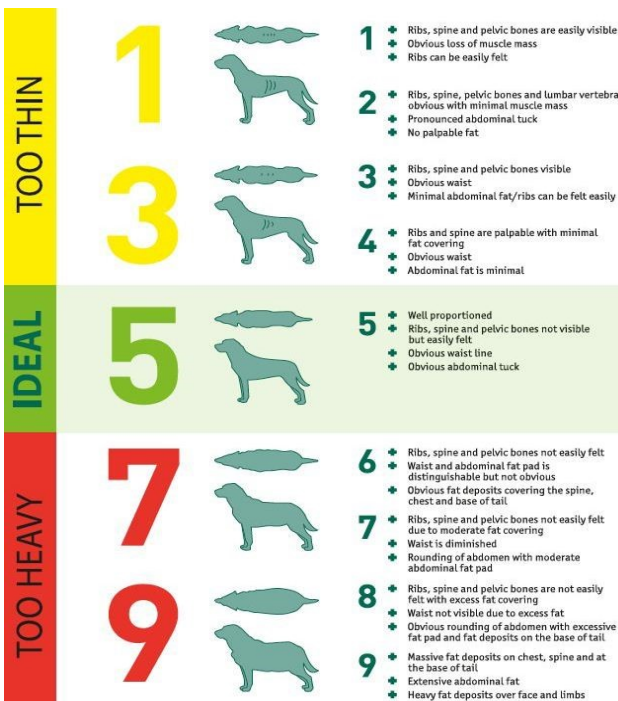 TOO THIN
1
3
1
Ribs, spine and pelvic bones are easily visible
Obvious loss of muscle mass
Ribs can be easily felt
2
Ribs, spine, pelvic bones and lumbar vertebra
obvious with minimal muscle mass
Pronounced abdominal tuck
No palpable fat
3
Ribs, spine and pelvic bones visible
Obvious waist
Minimal abdominal fat/ribs can be felt easily
4
Ribs and spine are palpable with minimal
fat covering
Obvious waist
Abdominal fat is minimal
IDEAL
5
5
Well proportioned
Ribs, spine and pelvic bones not visible
but easily felt
Obvious waist line
Obvious abdominal tuck
TOO HEAVY
7
9
6
Ribs, spine and pelvic bones not easily felt
Waist and abdominal fat pad is
distinguishable but not obvious
Obvious fat deposits covering the spine,
chest and base of tail
7
Ribs, spine and pelvic bones not easily felt
due to moderate fat covering
Waist is diminished
Rounding of abdomen with moderate
abdominal fat pad
8
Ribs, spine and pelvic bones are not easily
felt with excess fat covering
Waist not visible due to excess fat
Obvious rounding of abdomen with excessive
fat pad and fat deposits on the base of tail
9
Massive fat deposits on chest, spine and at
the base of tail
Extensive abdominal fat
Heavy fat deposits over face and limbs